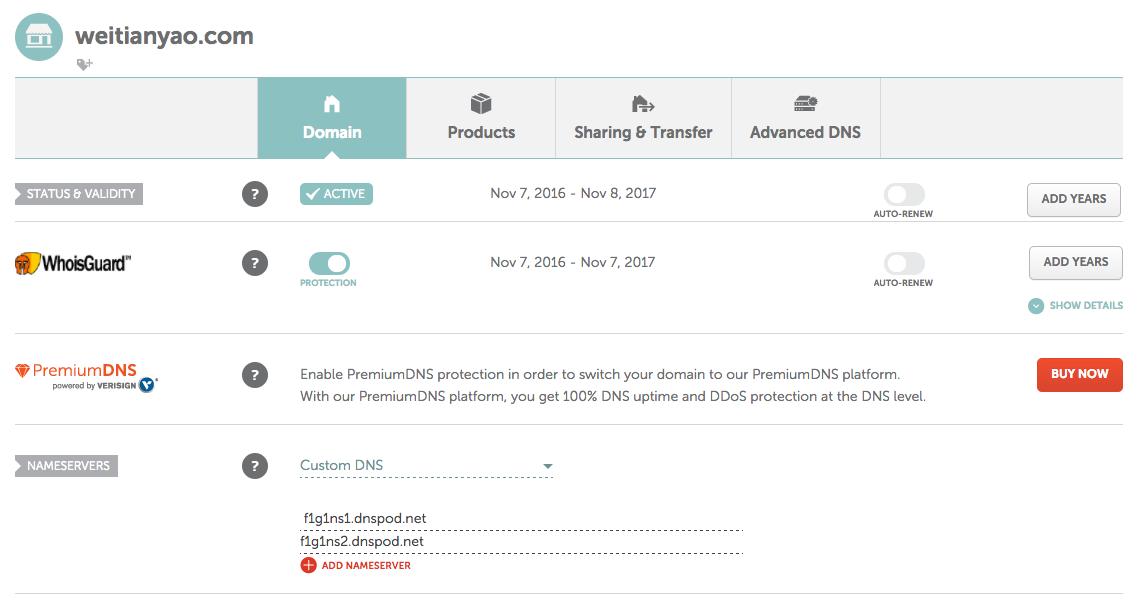 weitianyao.com
Domain
Products
Sharing & Transfer
Advanced DNS
STATUS & VALIDITY
?
ACTIVE
Nov 7, 2016 - Nov 8, 2017
AUTO-RENEW
ADD YEARS
WhoisGuard™
?
PROTECTION
Nov 7, 2016 - Nov 7, 2017
AUTO-RENEW
ADD YEARS
SHOW DETAILS
PremiumDNS
powered by VERISIGN
?
Enable PremiumDNS protection in order to switch your domain to our PremiumDNS platform.
With our PremiumDNS platform, you get 100% DNS uptime and DDoS protection at the DNS level.
BUY NOW
NAMESERVERS
?
Custom DNS
f1g1ns1.dnspod.net
f1g1ns2.dnspod.net
ADD NAMESERVER